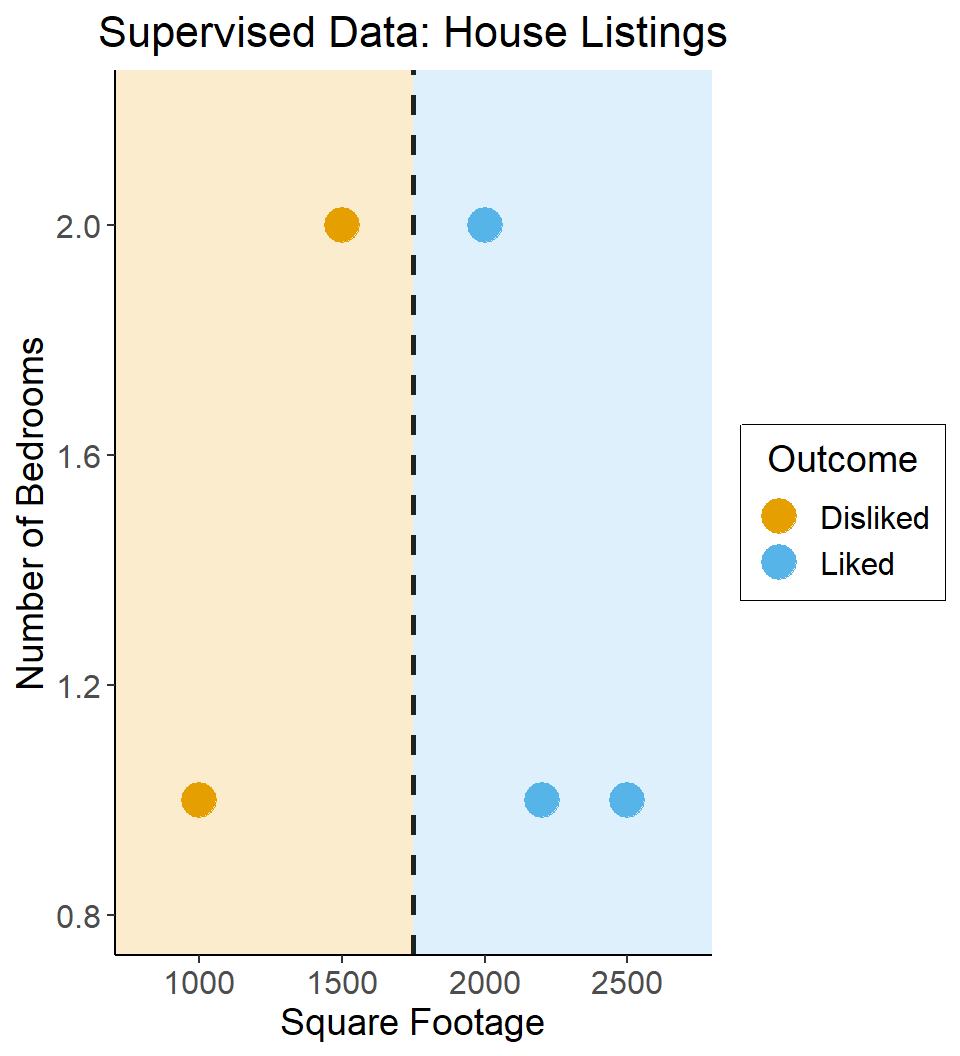 Supervised Data: House Listings
Number of Bedrooms
2.0
1.6
1.2
0.8
1000 1500 2000 2500
Square Footage
Outcome
Disliked
Liked